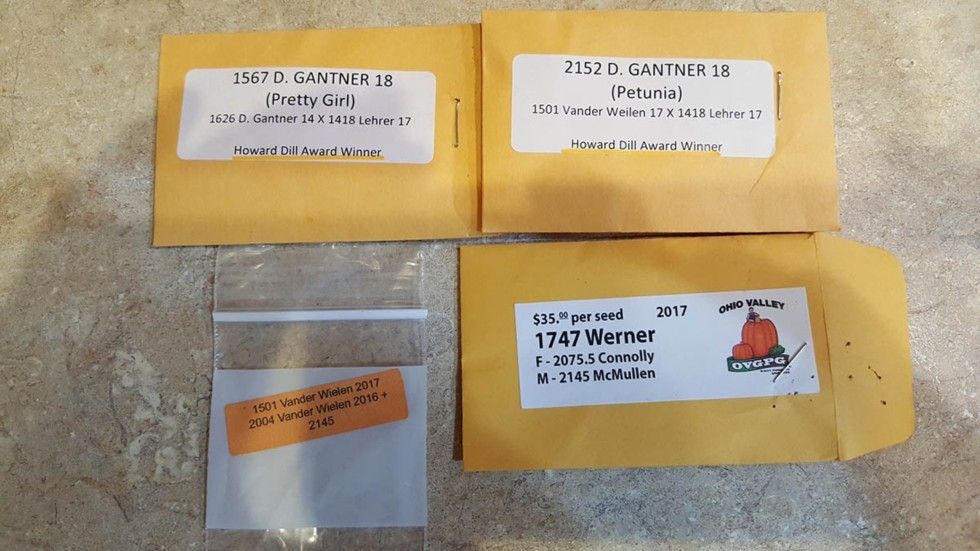 1567 D. GANTNER 18
(Pretty Girl)
1626 D. Gantner 14 X 1418 Lehrer 17
Howard Dill Award Winner
2152 D. GANTNER 18
(Petunia)
1501 Vander Weilen 17 X 1418 Lehrer 17
Howard Dill Award Winner
1501 Vander Wielen 2017
2004 Vander Wielen 2016 +
2145
$35.00 per seed 2017
1747 Werner
F - 2075.5 Connolly
M - 2145 McMullen
OHIO VALLEY
OVGPG